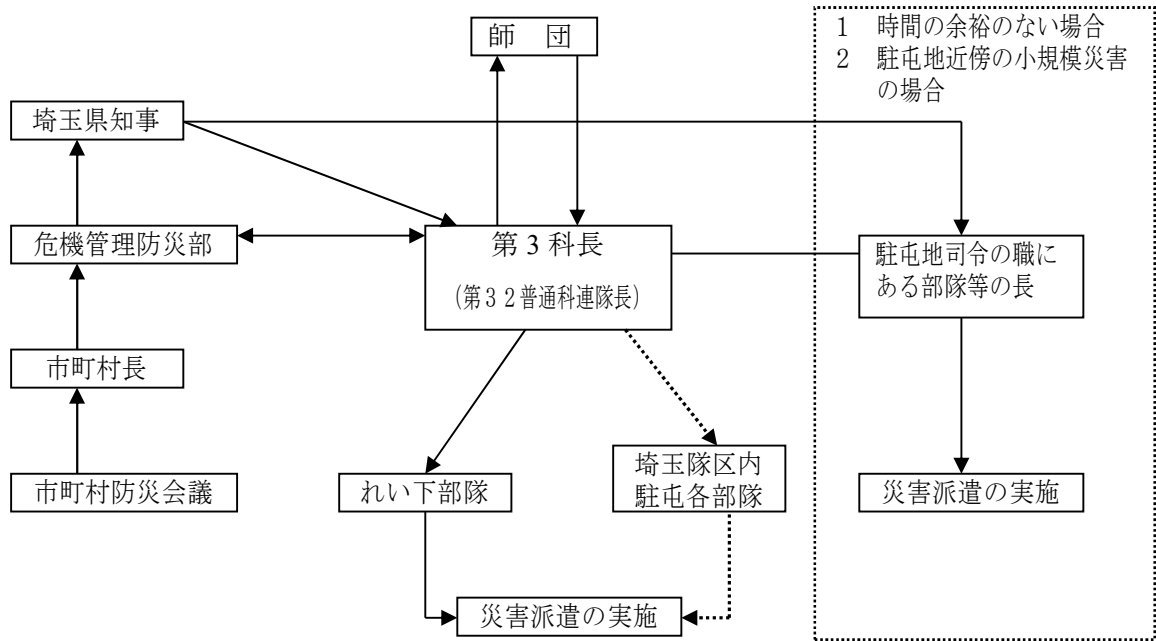 師　団
1　時間の余裕のない場合
2　駐屯地近傍の小規模災害
の場合
埼玉県知事
危機管理防災部
第3科長
(第32普通科連隊長)
駐屯地司令の職に
ある部隊等の長
市町村長
市町村防災会議
れい下部隊
埼玉隊区内
駐屯各部隊
災害派遣の実施
災害派遣の実施